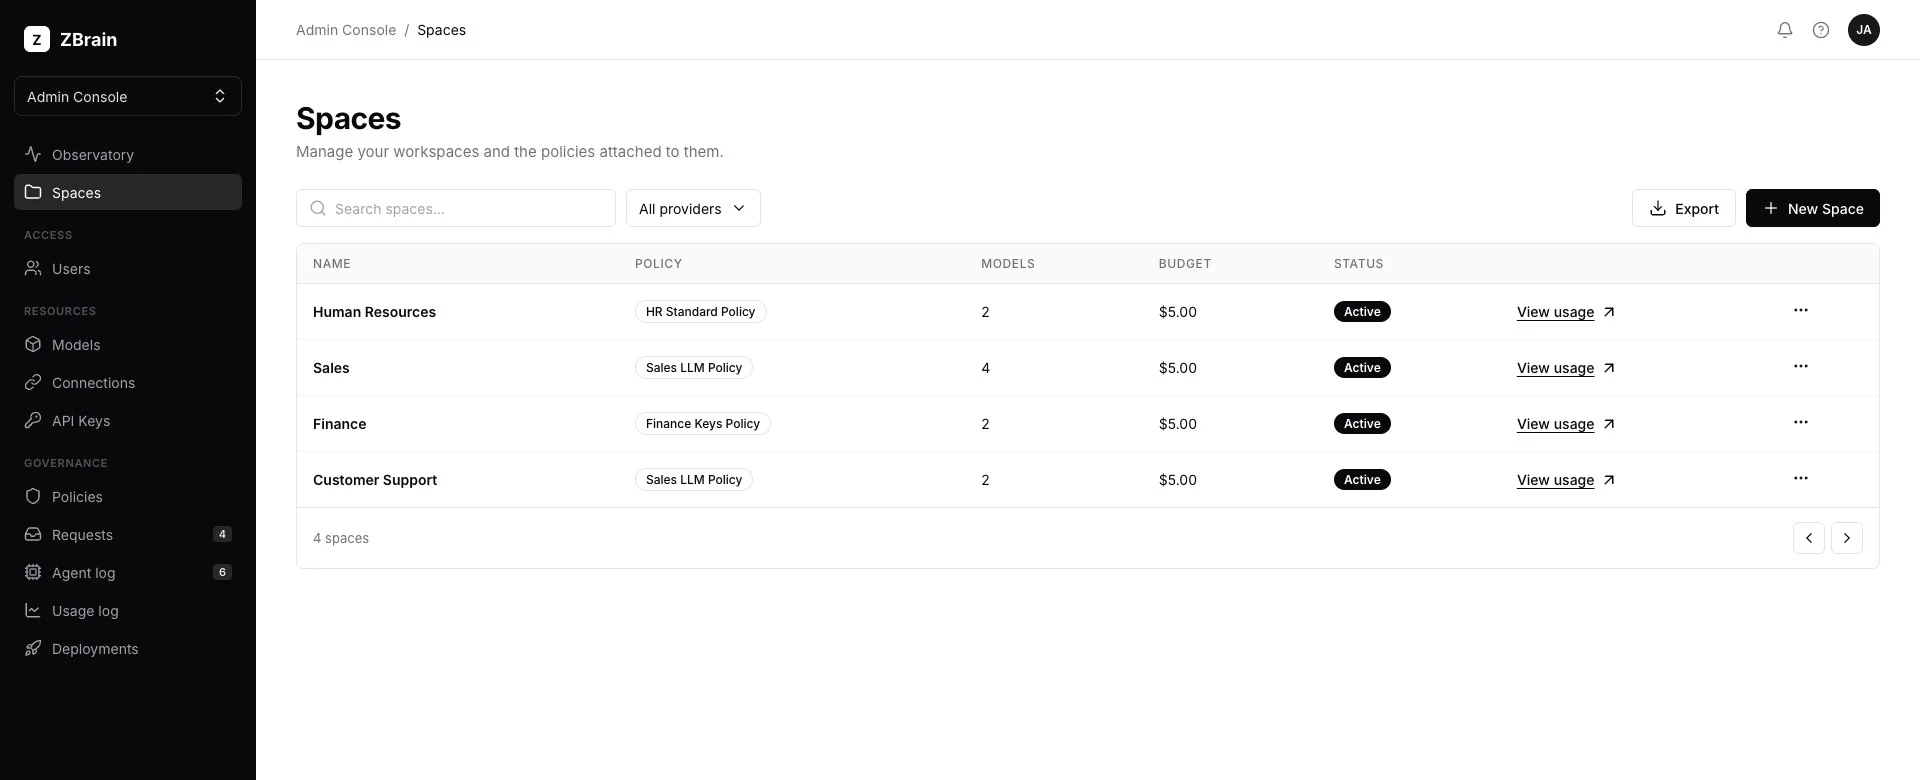 Z ZBrain
Admin Console
Observatory
Spaces
ACCESS
Users
RESOURCES
Models
Connections
API Keys
GOVERNANCE
Policies
Requests 4
Agent log 6
Usage log
Deployments
Admin Console / Spaces
JA
Spaces
Manage your workspaces and the policies attached to them.
Search spaces...
All providers
Export
+ New Space
NAME POLICY MODELS BUDGET STATUS
Human Resources HR Standard Policy 2 $5.00 Active View usage ...
Sales Sales LLM Policy 4 $5.00 Active View usage ...
Finance Finance Keys Policy 2 $5.00 Active View usage ...
Customer Support Sales LLM Policy 2 $5.00 Active View usage ...
4 spaces